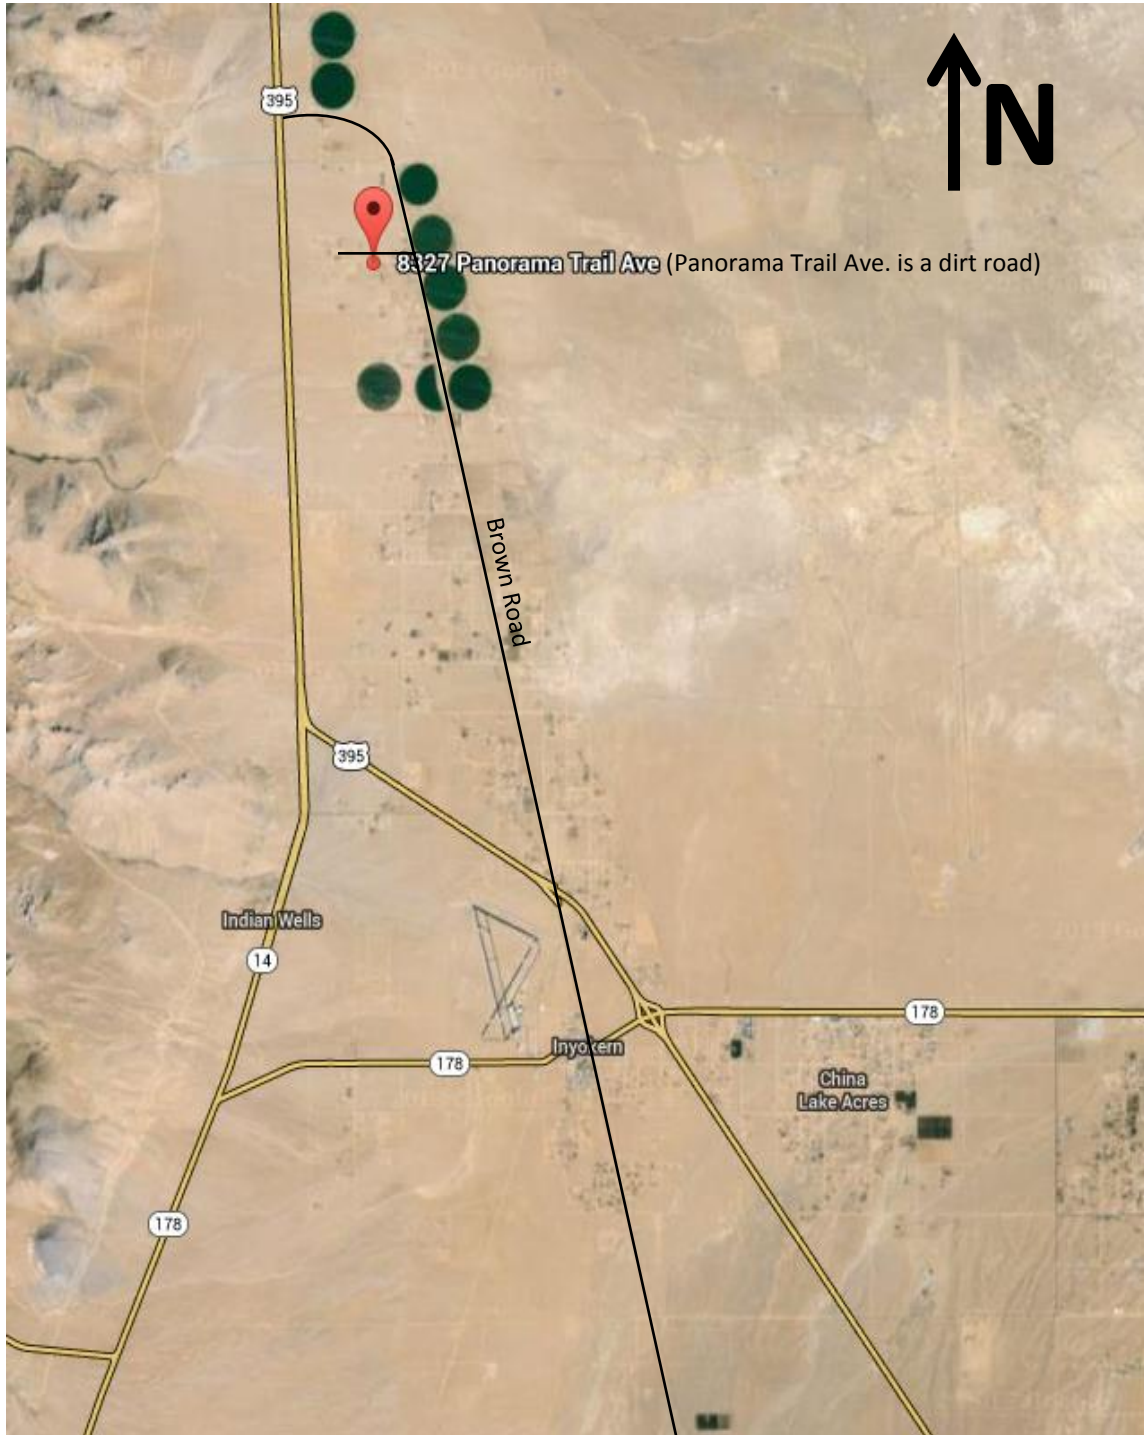 395
N
8327 Panorama Trail Ave (Panorama Trail Ave. is a dirt road)
Brown Road
395
Indian Wells
14
178
Inyokern
178
China
Lake Acres
178